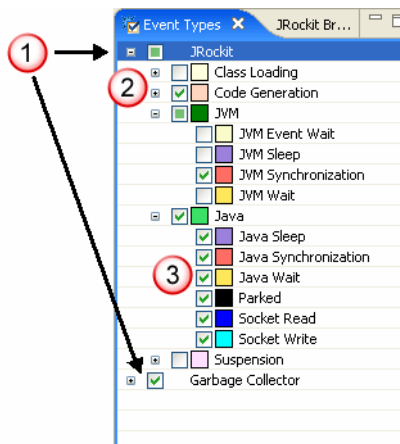 Event Types JRockit Br...
1 JRockit
Class Loading
2 Code Generation
JVM
JVM Event Wait
JVM Sleep
JVM Synchronization
JVM Wait
Java
Java Sleep
Java Synchronization
3 Java Wait
Parked
Socket Read
Socket Write
Suspension
Garbage Collector